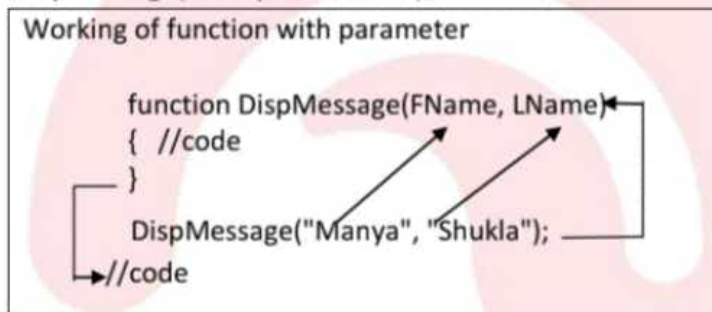 Working of function with parameter
function DispMessage(FName, LName)
{ //code
}
DispMessage("Manya", "Shukla");
//code